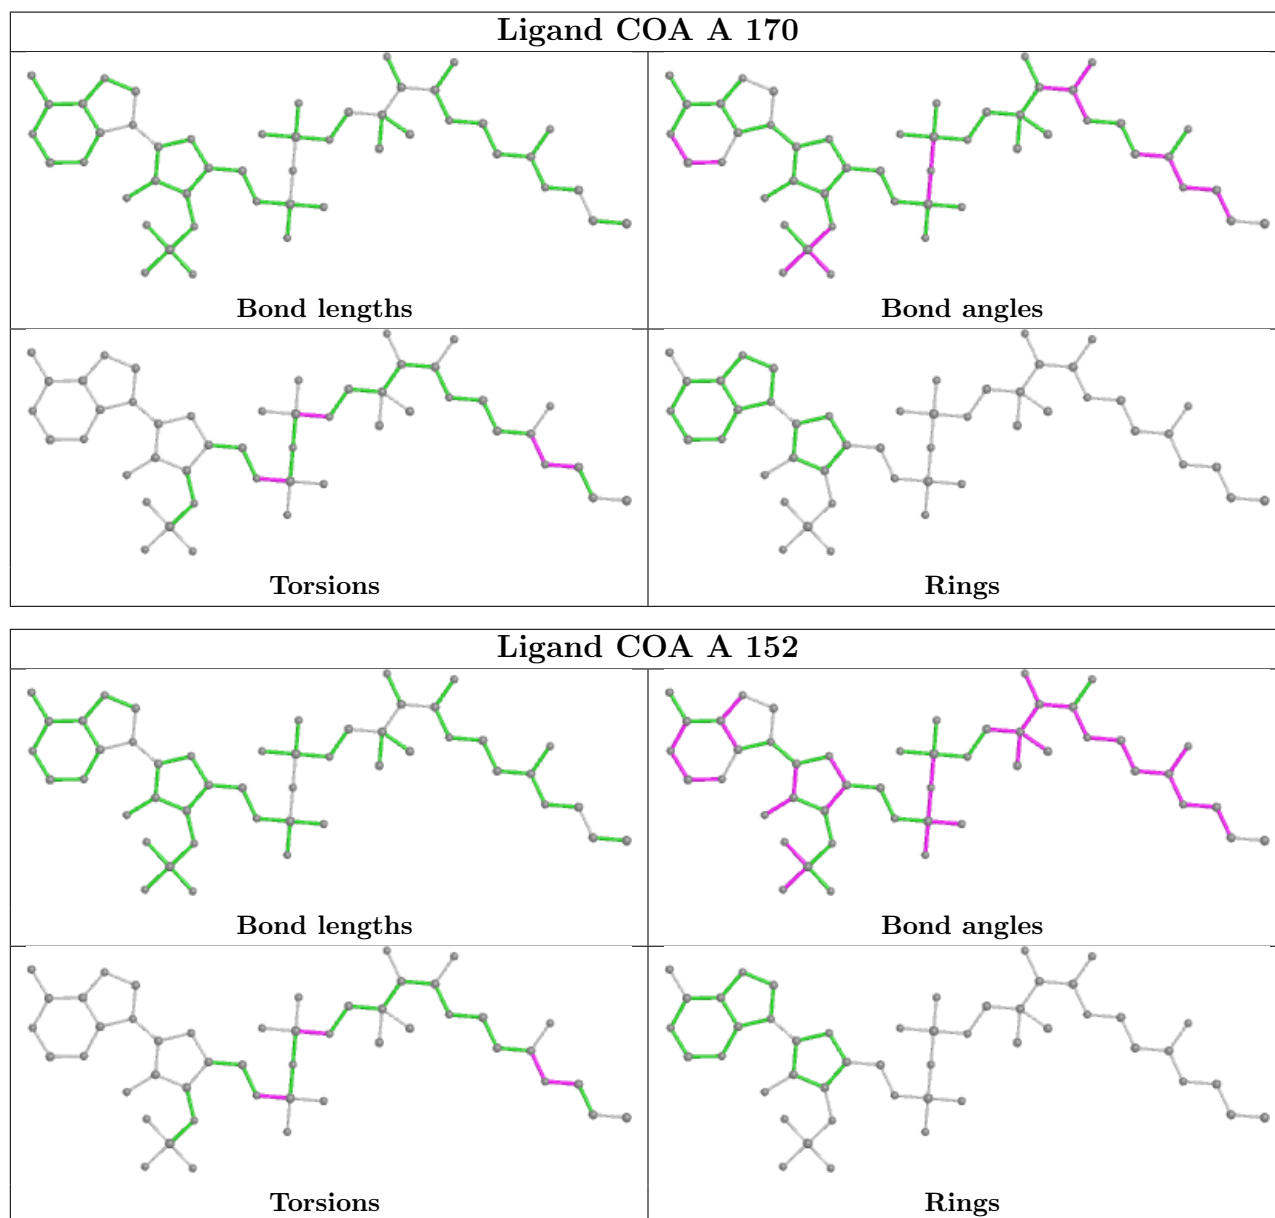 Ligand COA A 170
Bond lengths
Bond angles
Torsions
Rings
Ligand COA A 152
Bond lengths
Bond angles
Torsions
Rings